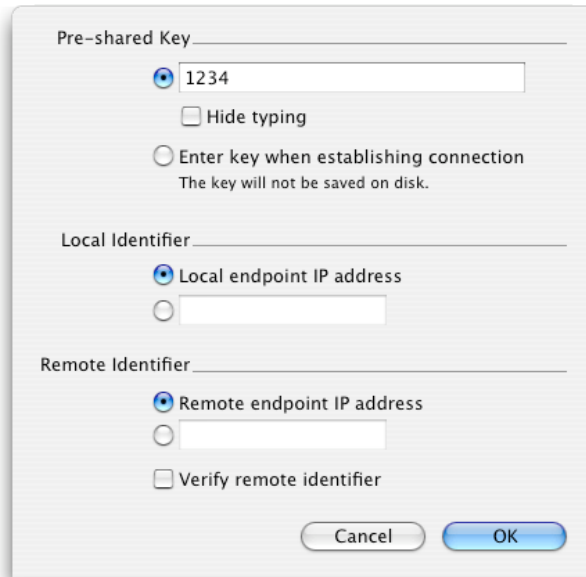 Pre-shared Key
1234
Hide typing
Enter key when establishing connection
The key will not be saved on disk.
Local Identifier
Local endpoint IP address
Remote Identifier
Remote endpoint IP address
Verify remote identifier
Cancel OK